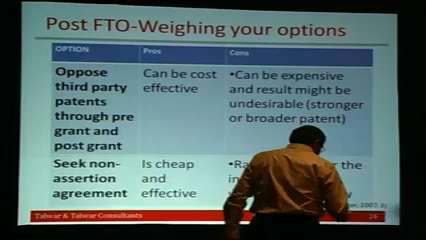 Post FTO-Weighing your options
OPTION Pros Cons
Oppose third party patents through pre grant and post grant
Can be cost effective
•Can be expensive and result might be undesirable (stronger or broader patent)
Seek non-assertion agreement
Is cheap and effective
the
Talwar & Talwar Consultants
26